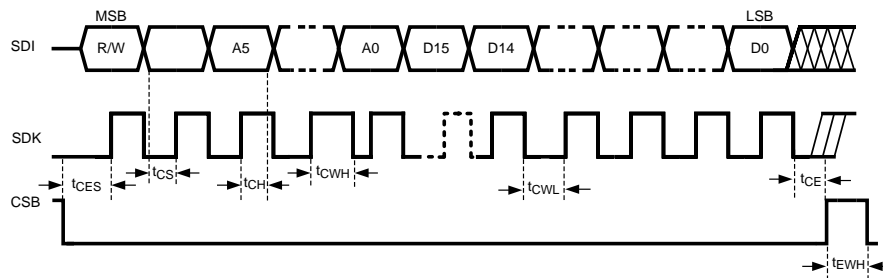 MSB
LSB
SDI
R/W
A5
A0
D15
D14
D0
SDK
tCES
tCS
tCH
tCWH
tCWL
tCE
CSB
tEWH